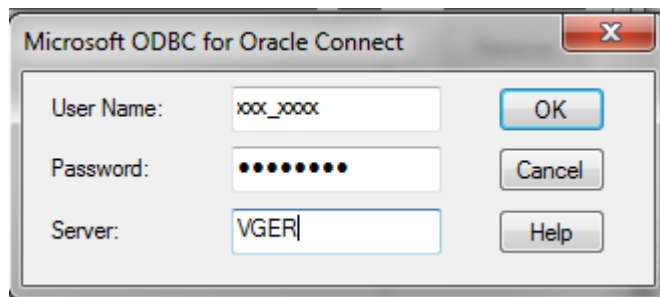 Microsoft ODBC for Oracle Connect
User Name: xxx_xxxx OK
Password: ●●●●●●●● Cancel
Server: VGER Help